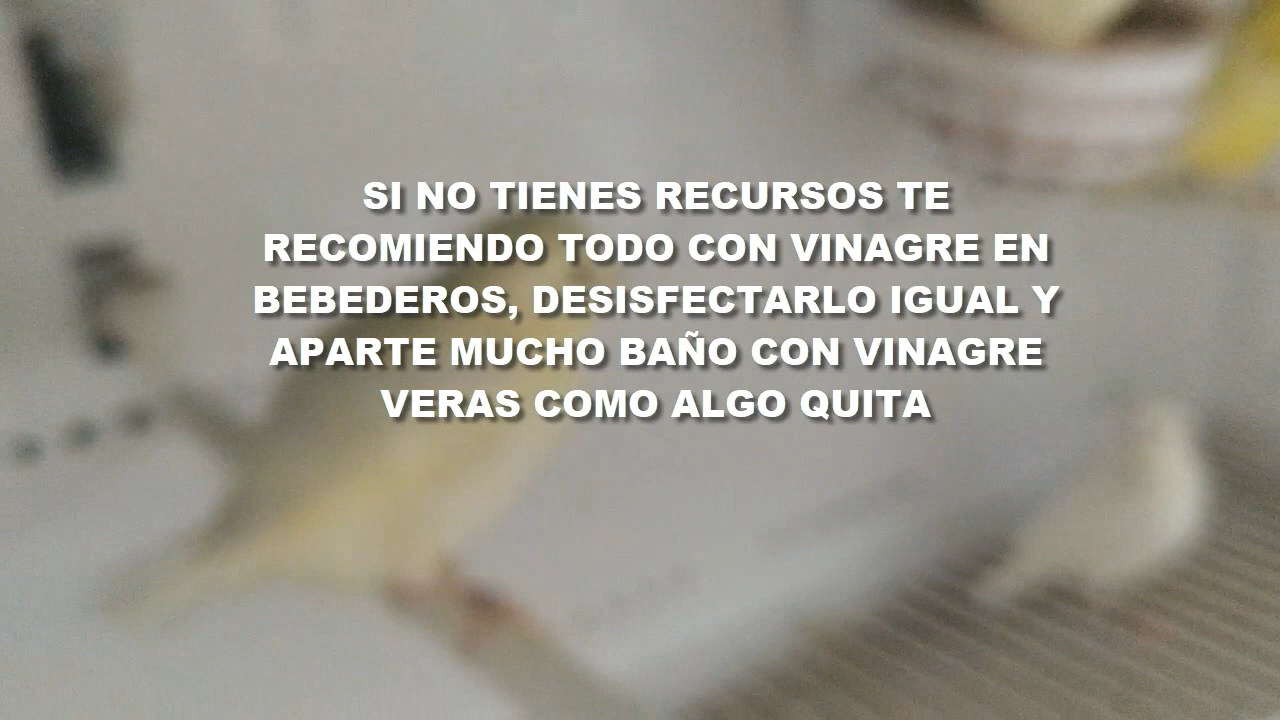 SI NO TIENES RECURSOS TE
RECOMIENDO TODO CON VINAGRE EN
BEBEDEROS, DESISFECTARLO IGUAL Y
APARTE MUCHO BAÑO CON VINAGRE
VERAS COMO ALGO QUITA